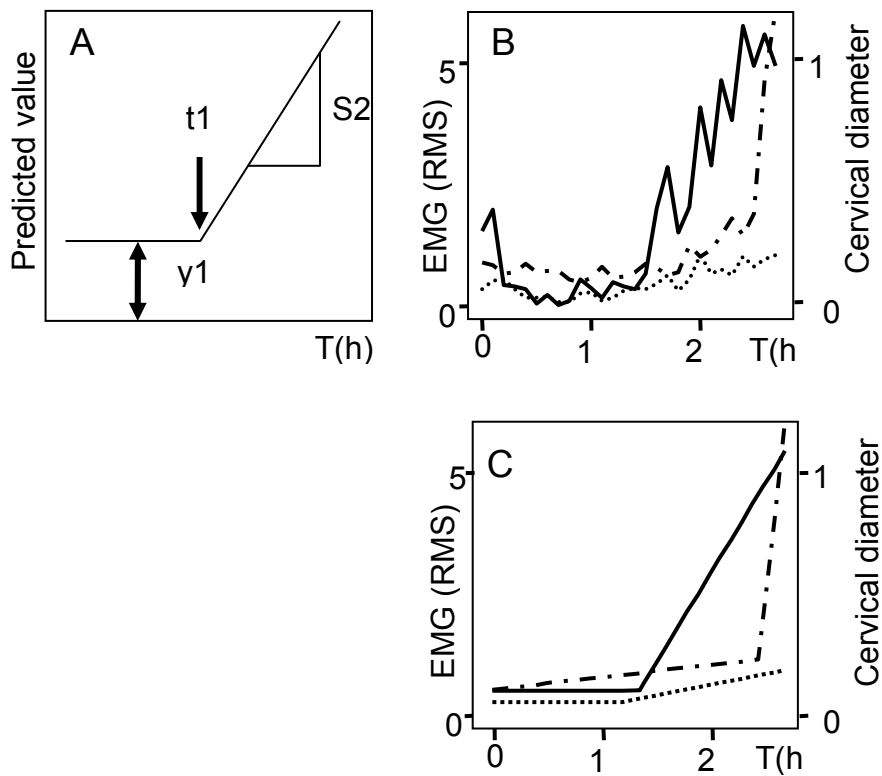 A
Predicted value
t1
S2
y1
T(h)
B
EMG (RMS)
5
0
0
1
2
T(h
1
0
Cervical diameter
C
EMG (RMS)
5
0
0
1
2
T(h
1
0
Cervical diameter